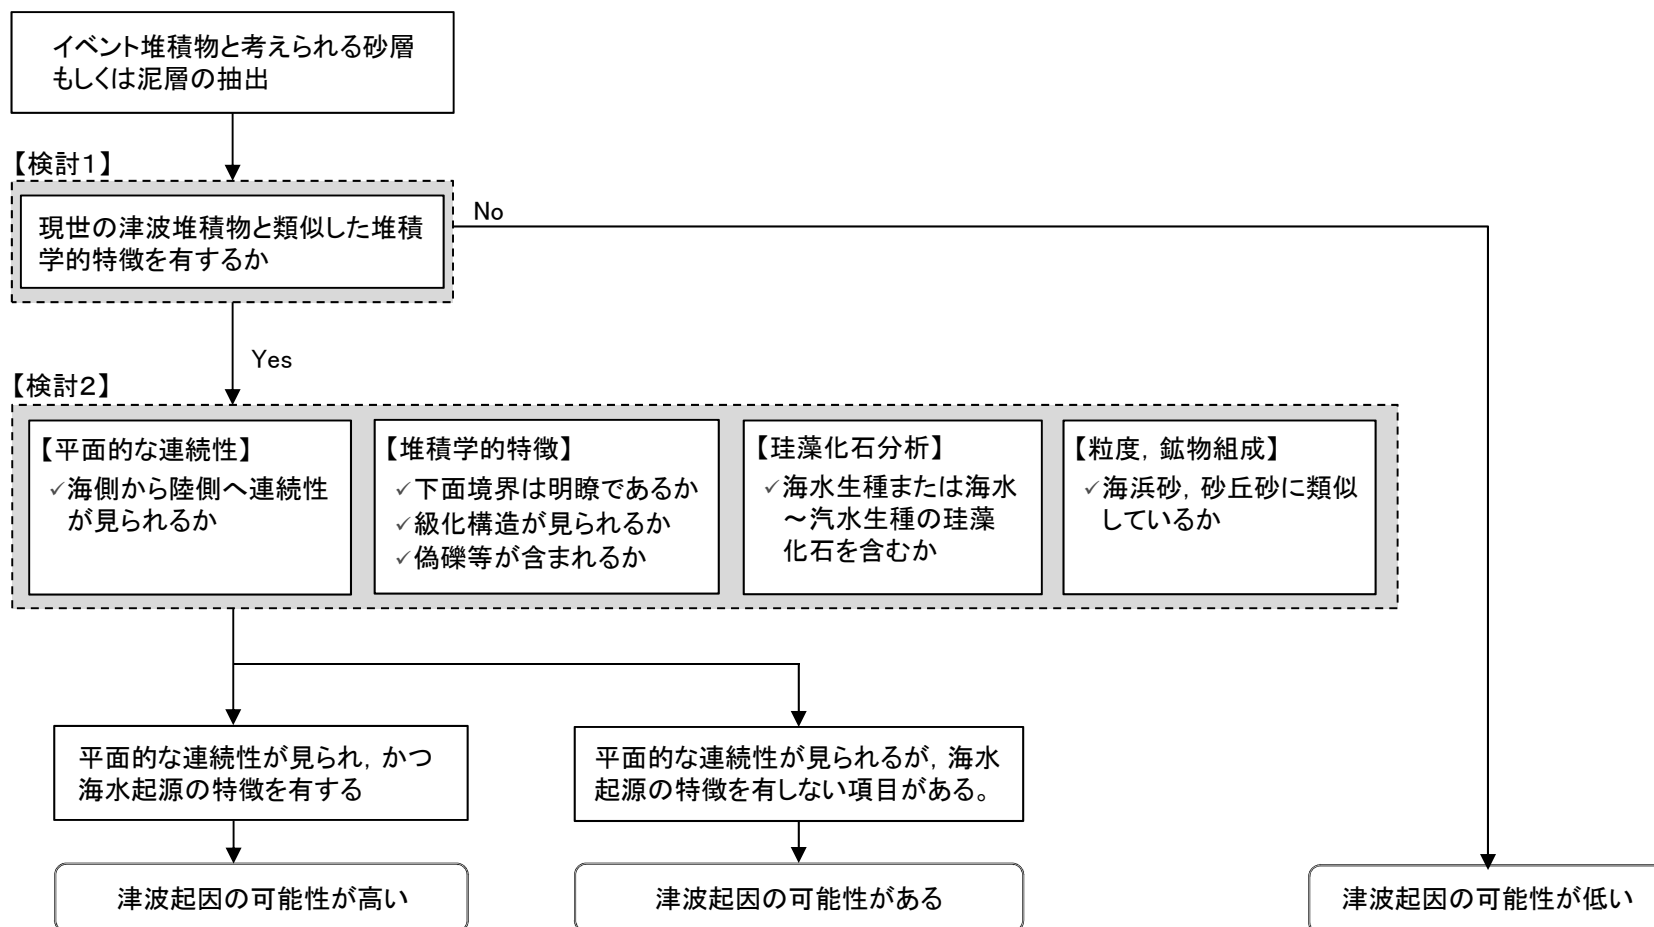 イベント堆積物と考えられる砂層
もしくは泥層の抽出
【検討1】
現世の津波堆積物と類似した堆積
学的特徴を有するか
No
Yes
【検討2】
【平面的な連続性】
✓海側から陸側へ連続性
が見られるか
【堆積学的特徴】
✓下面境界は明瞭であるか
✓級化構造が見られるか
✓偽礫等が含まれるか
【珪藻化石分析】
✓海水生種または海水
～汽水生種の珪藻
化石を含むか
【粒度，鉱物組成】
✓海浜砂，砂丘砂に類似
しているか
平面的な連続性が見られ，かつ
海水起源の特徴を有する
平面的な連続性が見られるが，海水
起源の特徴を有しない項目がある。
津波起因の可能性が高い
津波起因の可能性がある
津波起因の可能性が低い